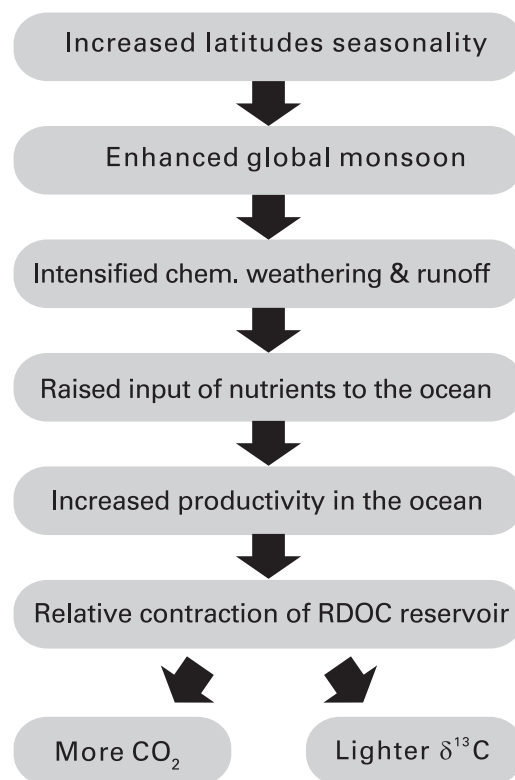 Increased latitudes seasonality
Enhanced global monsoon
Intensified chem. weathering & runoff
Raised input of nutrients to the ocean
Increased productivity in the ocean
Relative contraction of RDOC reservoir
More CO₂
Lighter δ¹³C